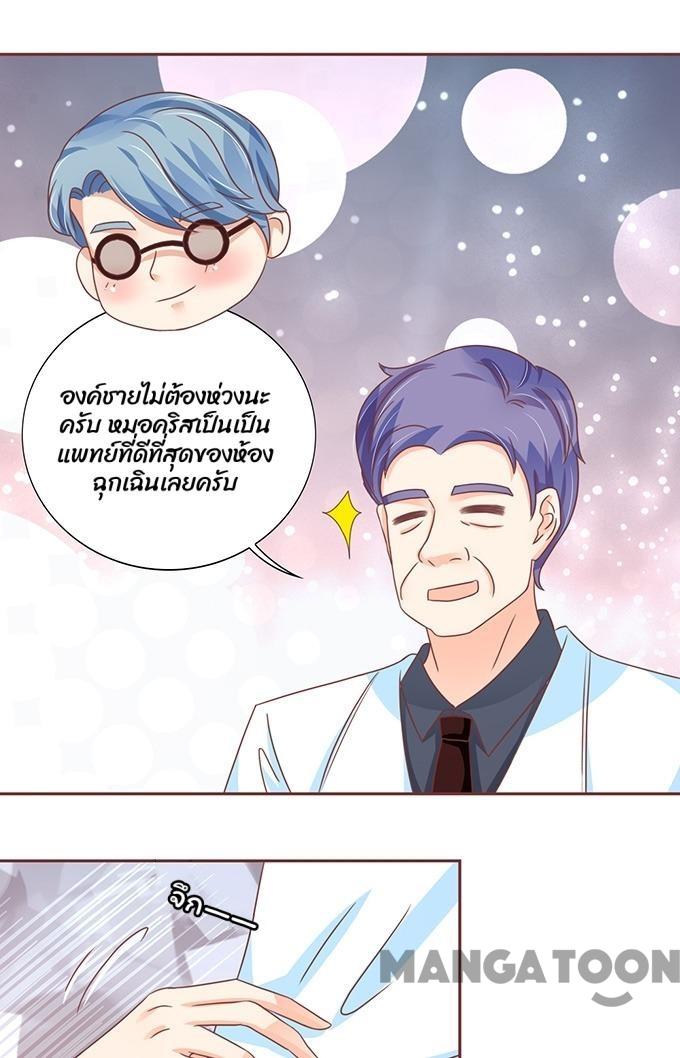 องค์ชายไม่ต้องห่วงนะ
ครับ หมอคริสเป็นเป็น
แพทย์ที่ดีที่สุดของห้อง
ฉุกเฉินเลยครับ
จึก——
MANGATOON